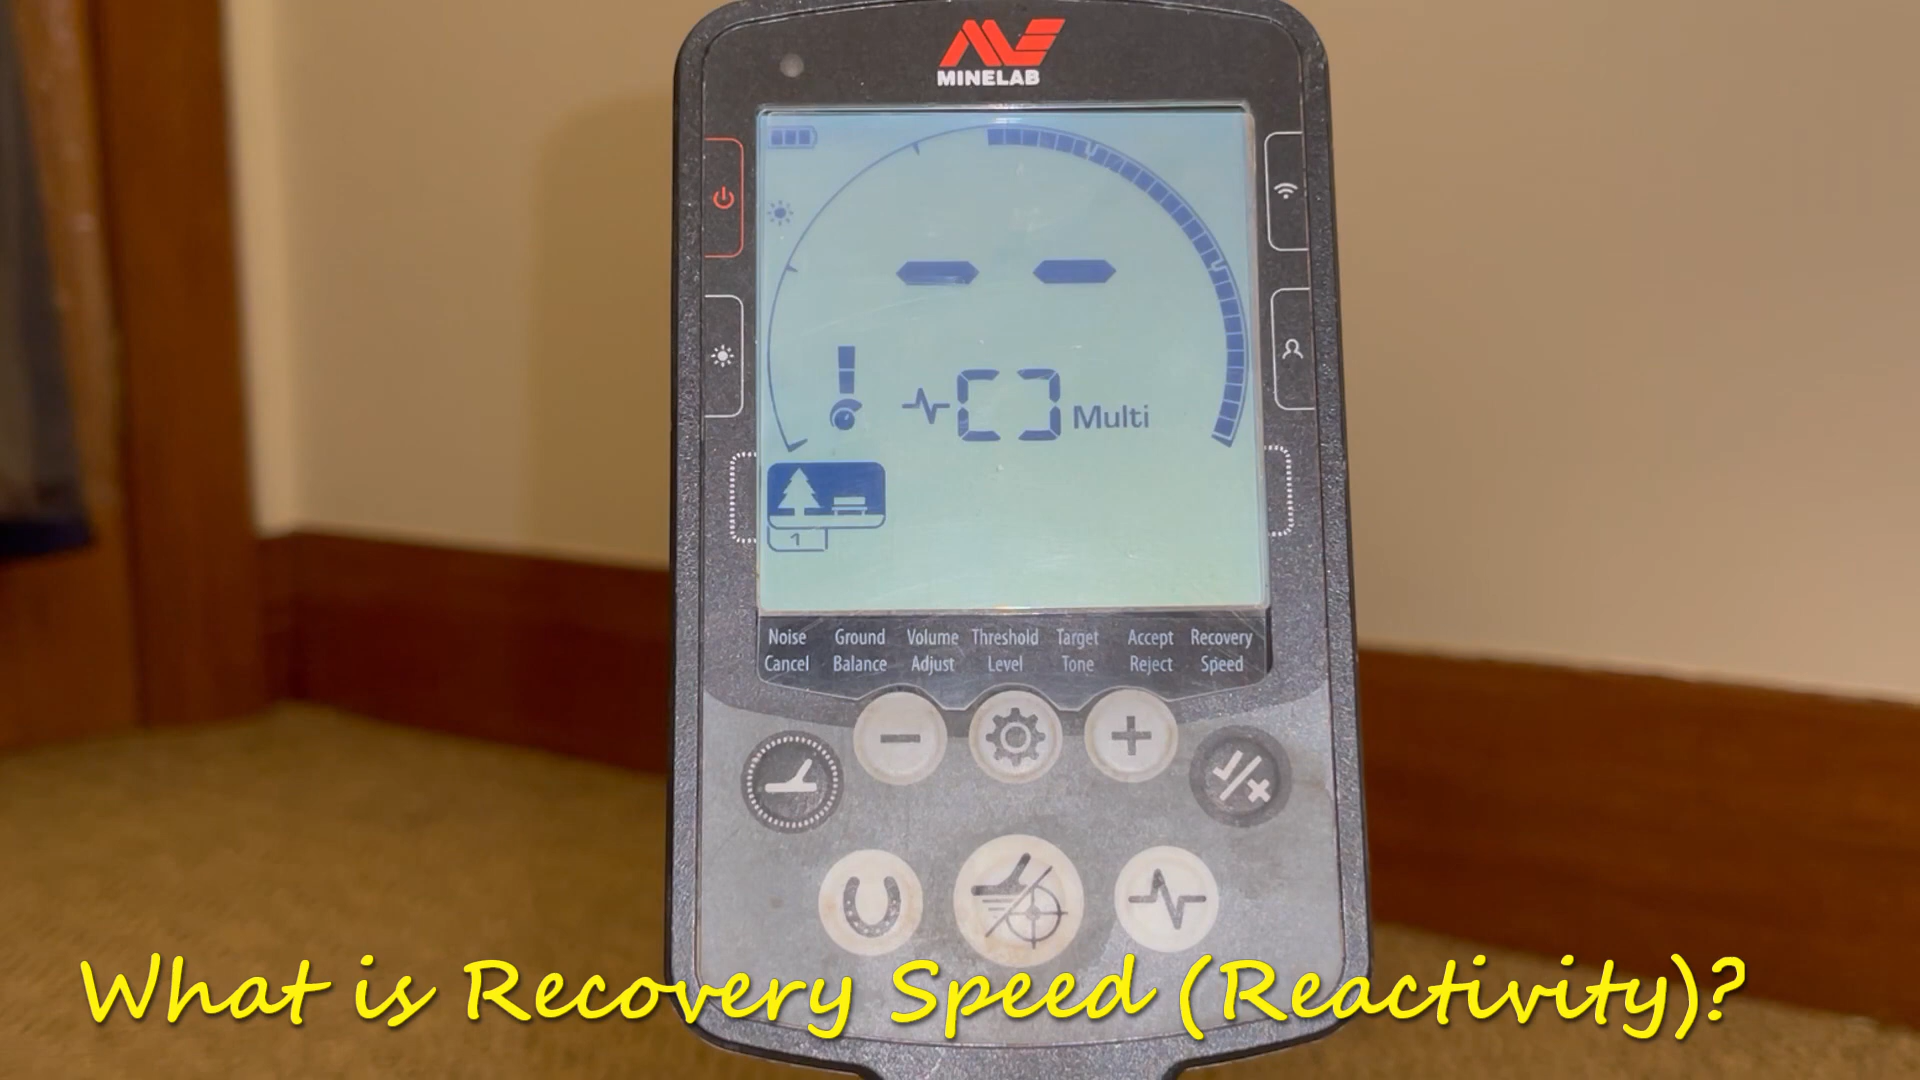 MINELAB
Multi
1
Noise Cancel
Ground Balance
Volume Adjust
Threshold Level
Target Tone
Accept Reject
Recovery Speed
What is Recovery Speed (Reactivity)?